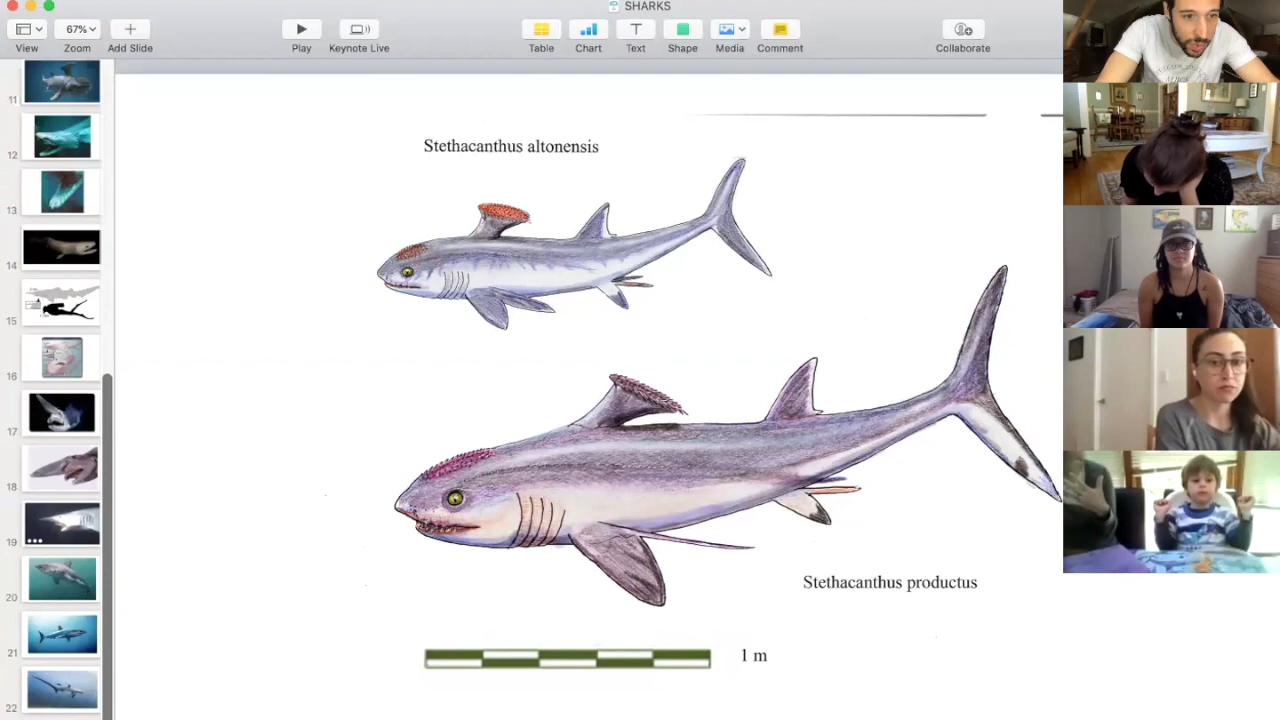 SHARKS
67%
View
Zoom
Add Slide
Play
Keynote Live
Table
Chart
Text
Shape
Media
Comment
Collaborate
11
12
13
14
15
16
17
18
19
20
21
22
Stethacanthus altonensis
Stethacanthus productus
1 m